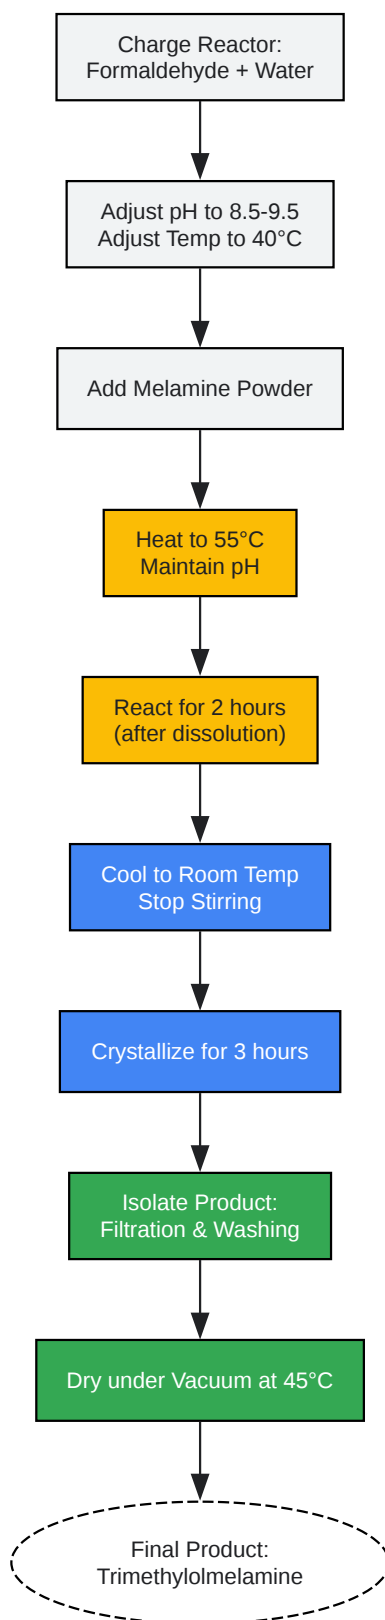 Charge Reactor:
Formaldehyde + Water
Adjust pH to 8.5-9.5
Adjust Temp to 40°C
Add Melamine Powder
Heat to 55°C
Maintain pH
React for 2 hours
(after dissolution)
Cool to Room Temp
Stop Stirring
Crystallize for 3 hours
Isolate Product:
Filtration & Washing
Dry under Vacuum at 45°C
Final Product:
Trimethylolmelamine